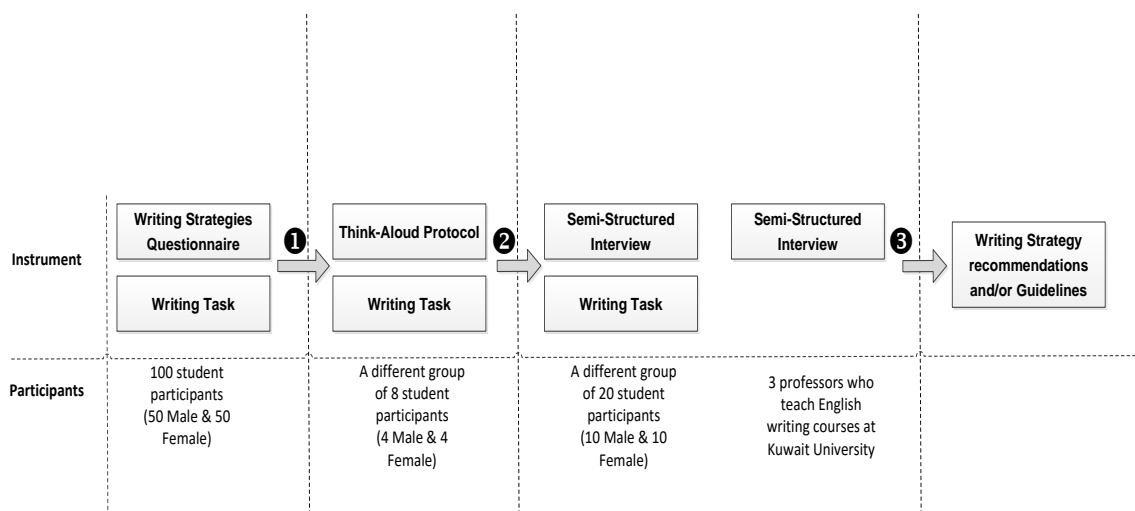 Instrument
Writing Strategies
Questionnaire
Writing Task
1
Think-Aloud Protocol
Writing Task
2
Semi-Structured
Interview
Writing Task
Semi-Structured
Interview
3
Writing Strategy
recommendations
and/or Guidelines
Participants
100 student
participants
(50 Male & 50
Female)
A different group
of 8 student
participants
(4 Male & 4
Female)
A different group
of 20 student
participants
(10 Male & 10
Female)
3 professors who
teach English
writing courses at
Kuwait University